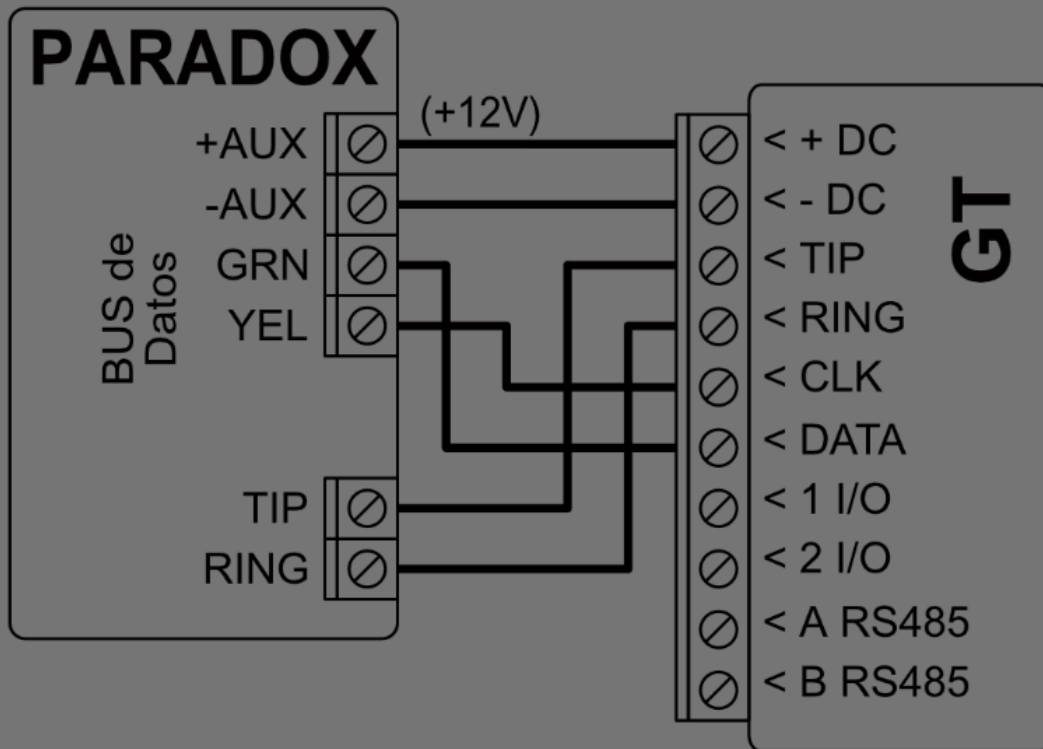 PARADOX
(+12V)
+AUX
-AUX
GRN
YEL
BUS de
Datos
TIP
RING
< + DC
< - DC
< TIP
< RING
< CLK
< DATA
< 1 I/O
< 2 I/O
< A RS485
< B RS485
GT